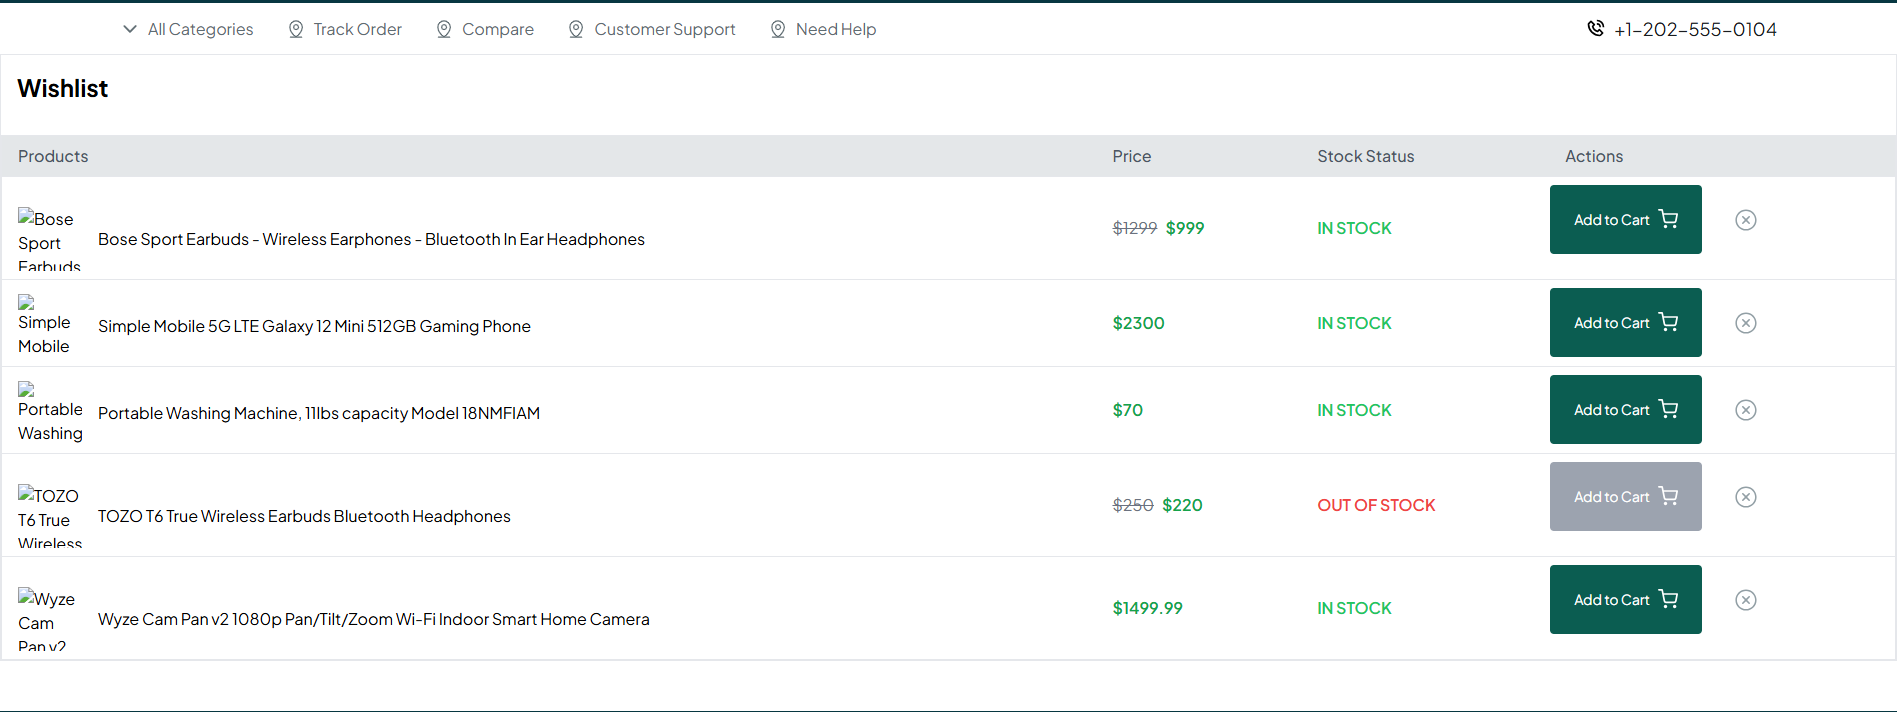 All Categories Track Order Compare Customer Support Need Help +1-202-555-0104
Wishlist
Products Price Stock Status Actions
Bose
Sport
Earbuds
Bose Sport Earbuds - Wireless Earphones - Bluetooth In Ear Headphones $1299 $999 IN STOCK Add to Cart
Simple
Mobile
Simple Mobile 5G LTE Galaxy 12 Mini 512GB Gaming Phone $2300 IN STOCK Add to Cart
Portable
Washing
Portable Washing Machine, 11lbs capacity Model 18NMFIAM $70 IN STOCK Add to Cart
TOZO
T6 True
Wireless
TOZO T6 True Wireless Earbuds Bluetooth Headphones $250 $220 OUT OF STOCK Add to Cart
Wyze
Cam
Pan v2
Wyze Cam Pan v2 1080p Pan/Tilt/Zoom Wi-Fi Indoor Smart Home Camera $1499.99 IN STOCK Add to Cart